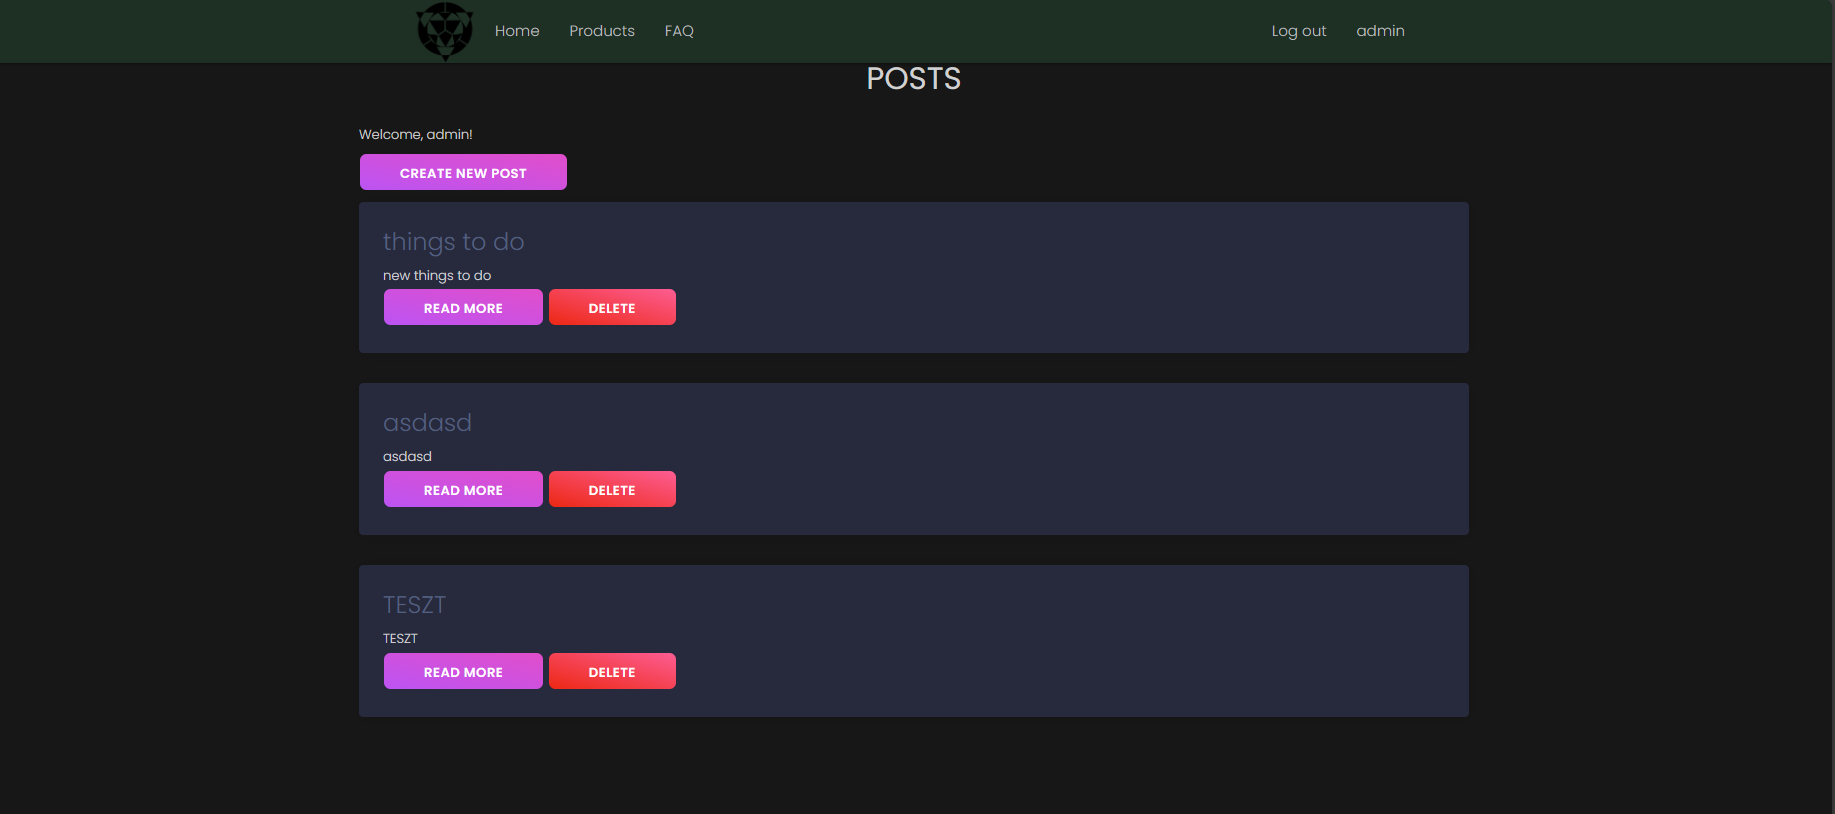 Home Products FAQ Log out admin
POSTS
Welcome, admin!
CREATE NEW POST
things to do
new things to do
READ MORE DELETE
asdasd
asdasd
READ MORE DELETE
TESZT
TESZT
READ MORE DELETE